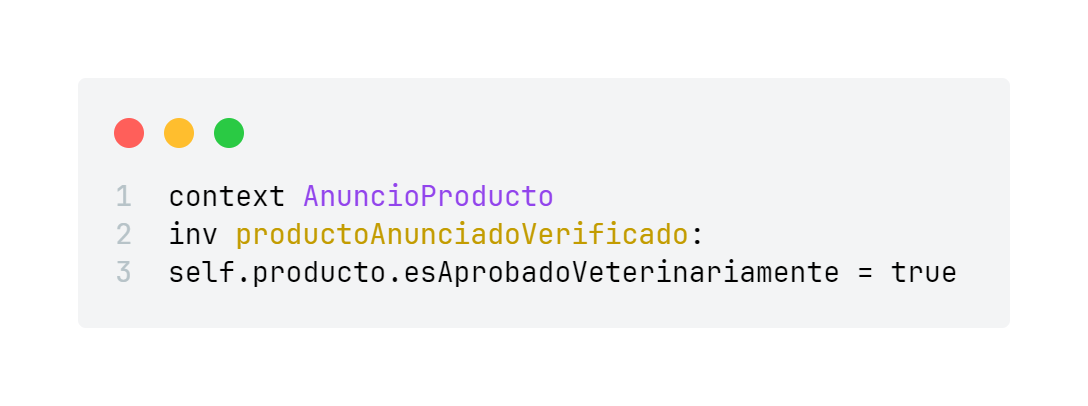 1 context AnuncioProducto
2 inv productoAnunciadoVerificado:
3 self.producto.esAprobadoVeterinariamente = true